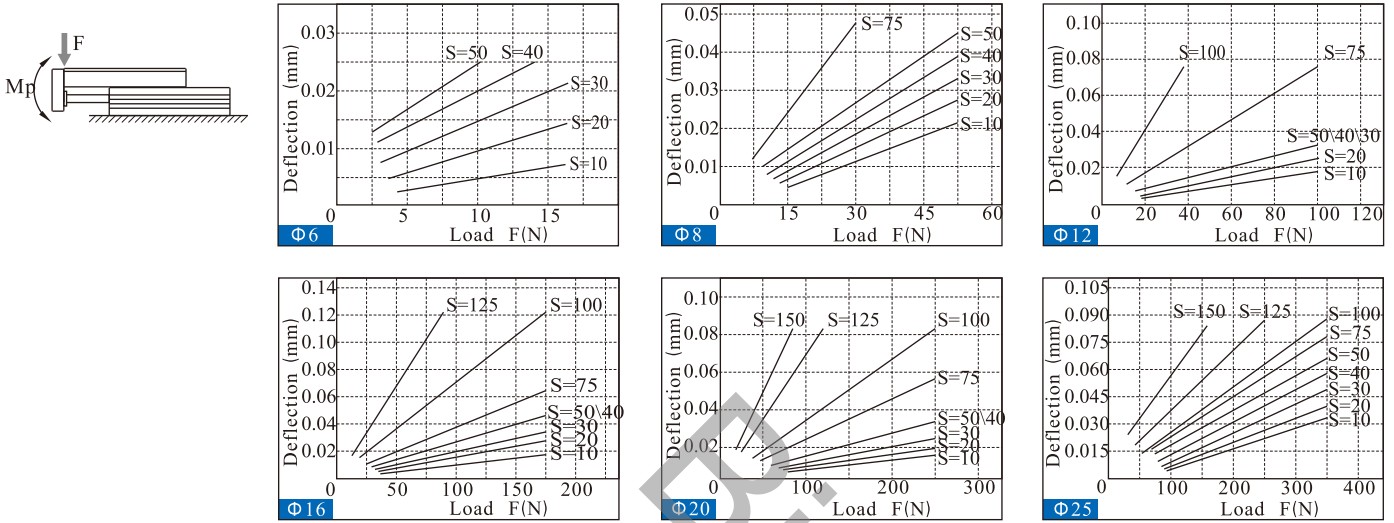 F
Mp
0.03
0.02
0.01
0
5
10
15
Deflection (mm)
Load F(N)
S=50
S=40
S=30
S=20
S=10
Φ6
0.05
0.04
0.03
0.02
0.01
0
15
30
45
60
Deflection (mm)
Load F(N)
S=75
S=50
S=40
S=30
S=20
S=10
Φ8
0.10
0.08
0.06
0.04
0.02
0
20
40
60
80
100
120
Deflection (mm)
Load F(N)
S=100
S=75
S=50\40\30
S=20
S=10
Φ12
0.14
0.12
0.10
0.08
0.06
0.04
0.02
0
50
100
150
200
Deflection (mm)
Load F(N)
S=125
S=100
S=75
S=50\40
S=30
S=20
S=10
Φ16
0.10
0.08
0.06
0.04
0.02
0
100
200
300
Deflection (mm)
Load F(N)
S=150
S=125
S=100
S=75
S=50\40
S=30
S=20
S=10
Φ20
0.105
0.090
0.075
0.060
0.045
0.030
0.015
0
100
200
300
400
Deflection (mm)
Load F(N)
S=150
S=125
S=100
S=75
S=50
S=40
S=30
S=20
S=10
Φ25